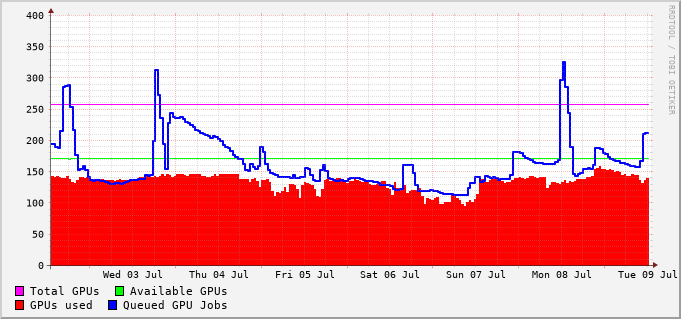 400
350
300
250
200
150
100
50
0
Wed 03 Jul Thu 04 Jul Fri 05 Jul Sat 06 Jul Sun 07 Jul Mon 08 Jul Tue 09 Jul
Total GPUs Available GPUs
GPUs used Queued GPU Jobs
RRDTOOL / TOBI OETIKER